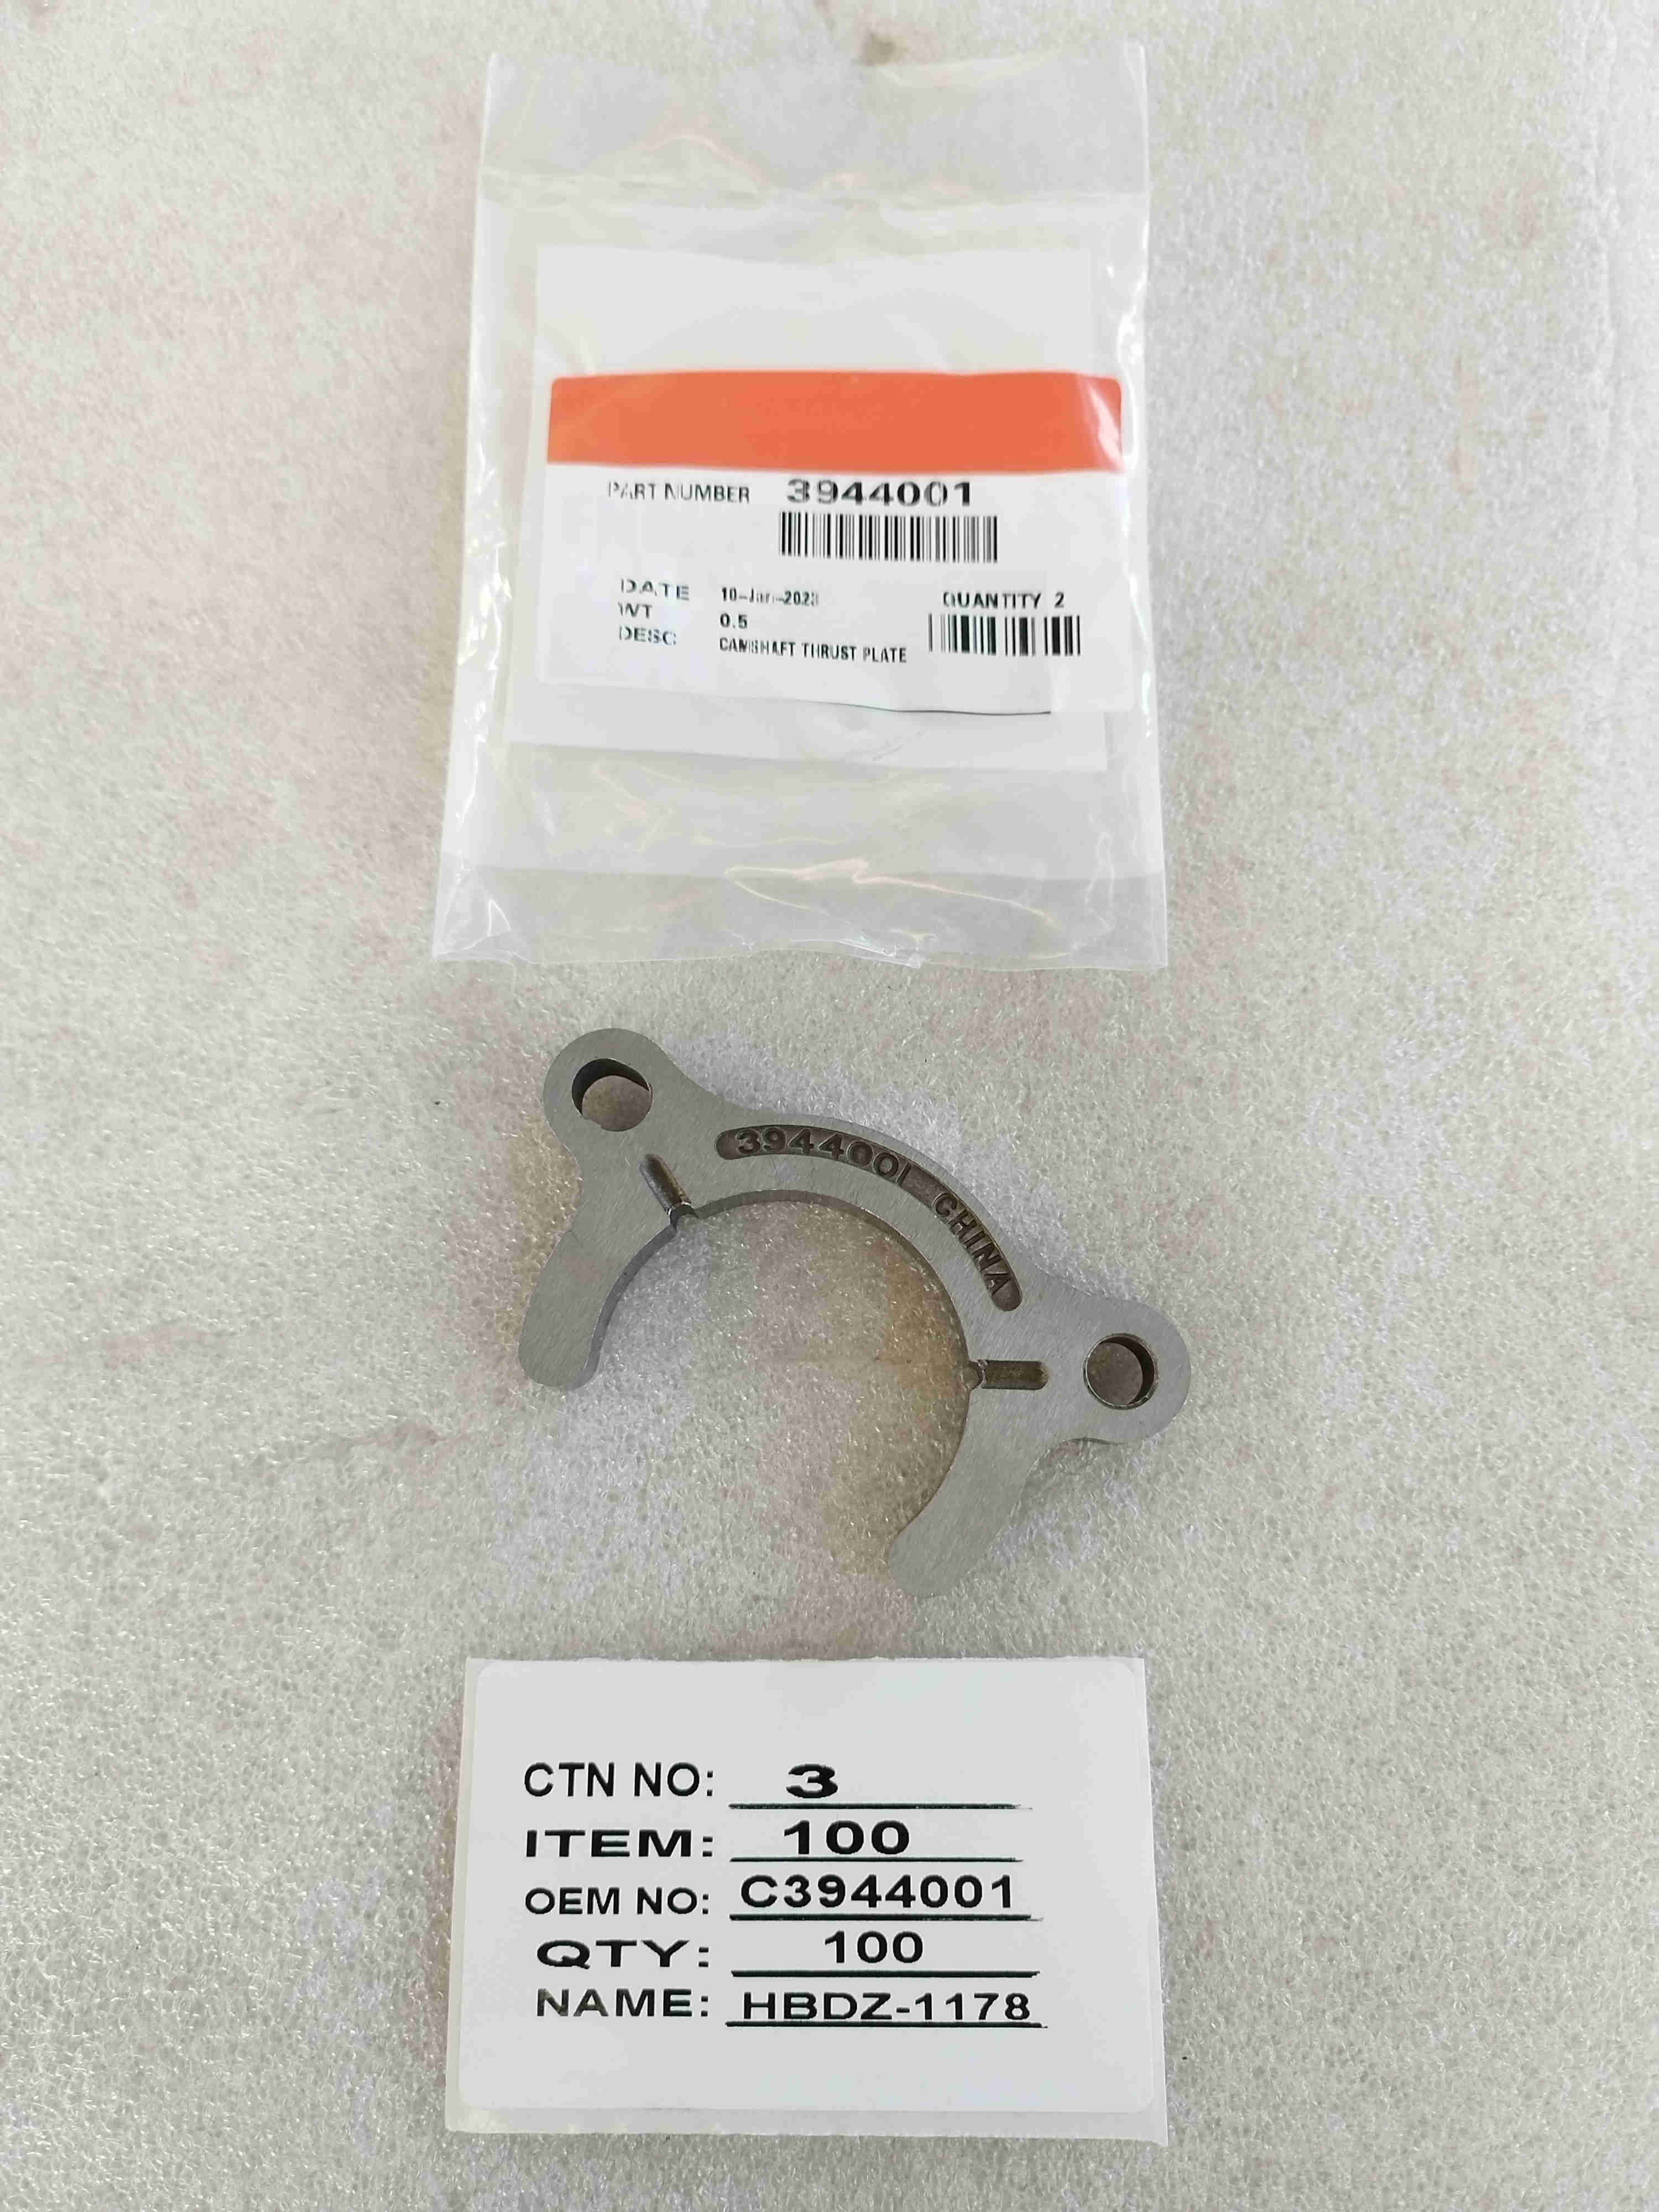 PART NUMBER 3944001
DATE 10-Jan-2023
QUANTITY 2
WT 0.5
DESC CAMSHAFT THRUST PLATE
3944001 CHINA
CTN NO: 3
ITEM: 100
OEM NO: C3944001
QTY: 100
NAME: HBDZ-1178